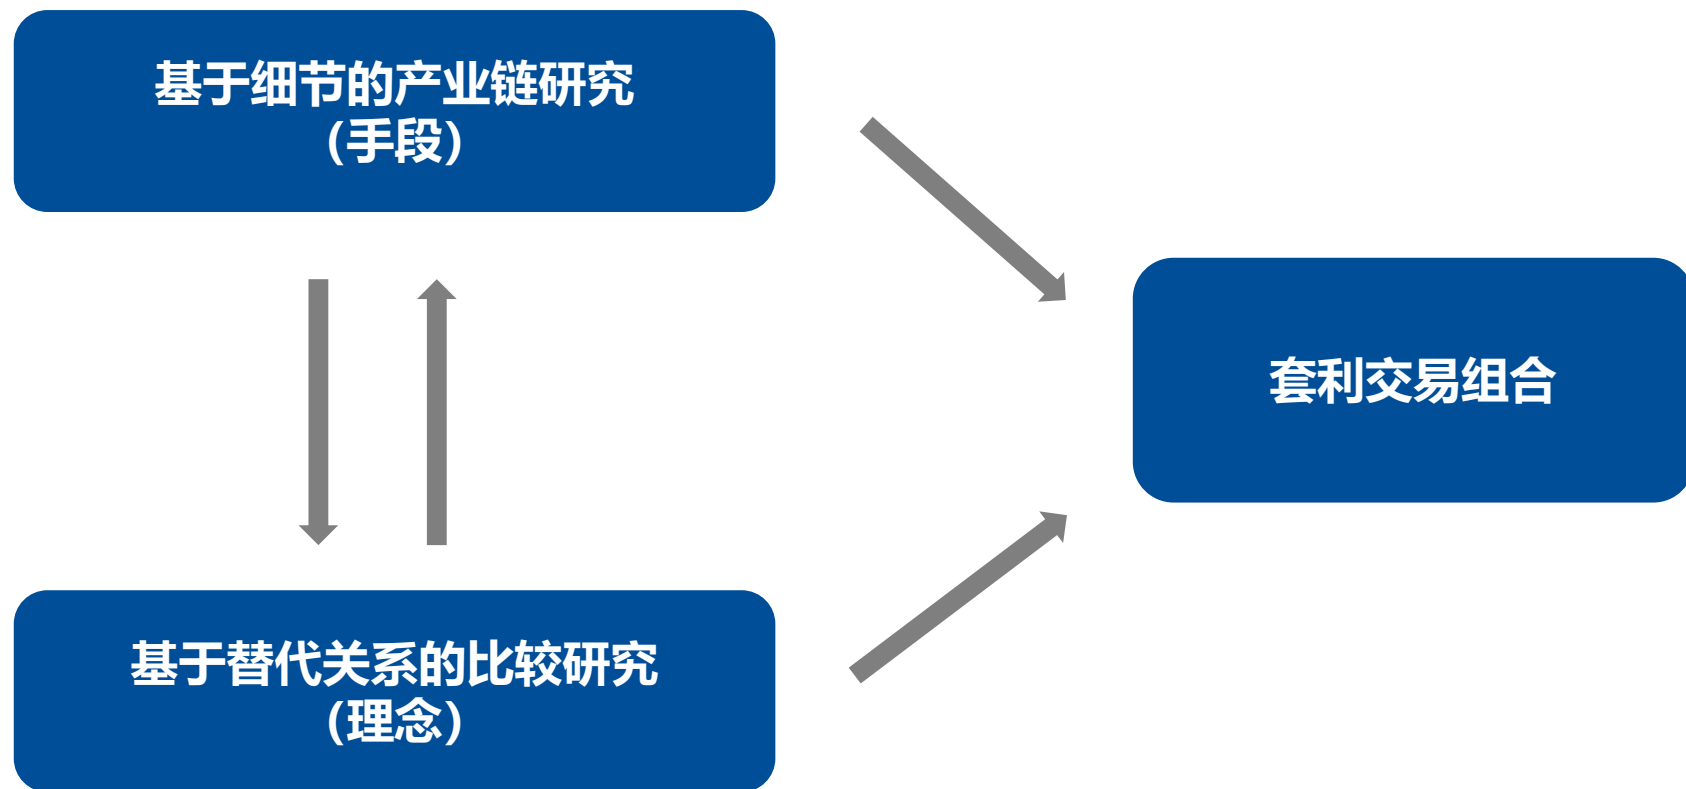 基于细节的产业链研究
（手段）
套利交易组合
基于替代关系的比较研究
（理念）